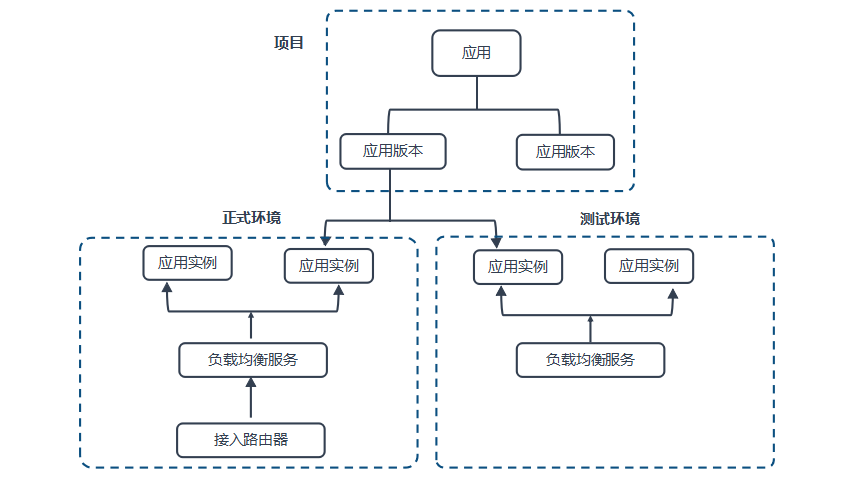 项目
应用
应用版本
应用版本
正式环境
测试环境
应用实例
应用实例
应用实例
应用实例
负载均衡服务
负载均衡服务
接入路由器